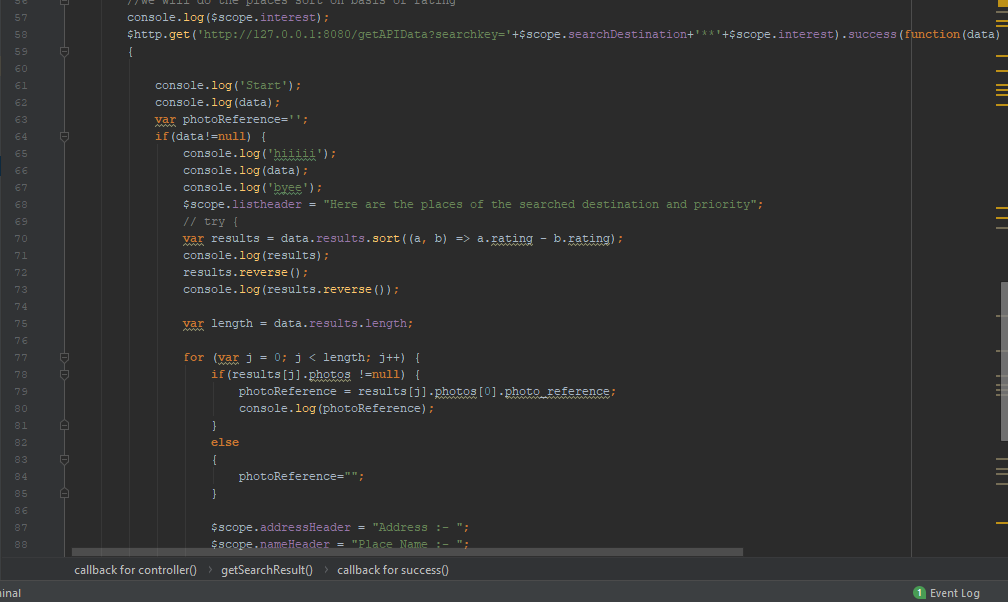 56 //we will do the places sort on basis of rating
57 console.log($scope.interest);
58 $http.get('http://127.0.0.1:8080/getAPIData?searchkey='+$scope.searchDestination+'**'+$scope.interest).success(function(data)
59 {
60
61 console.log('Start');
62 console.log(data);
63 var photoReference='';
64 if(data!=null) {
65 console.log('hiiiii');
66 console.log(data);
67 console.log('byee');
68 $scope.listheader = "Here are the places of the searched destination and priority";
69 // try {
70 var results = data.results.sort((a, b) => a.rating - b.rating);
71 console.log(results);
72 results.reverse();
73 console.log(results.reverse());
74
75 var length = data.results.length;
76
77 for (var j = 0; j < length; j++) {
78 if(results[j].photos !=null) {
79 photoReference = results[j].photos[0].photo_reference;
80 console.log(photoReference);
81 }
82 else
83 {
84 photoReference="";
85 }
86
87 $scope.addressHeader = "Address :- ";
88 $scope.nameHeader = "Place Name :- ";
callback for controller() › getSearchResult() › callback for success()
inal 1 Event Log